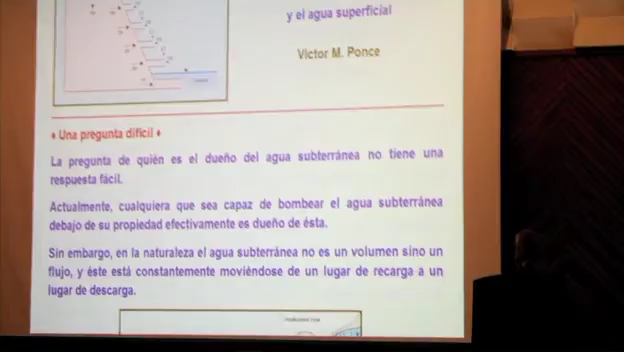 y el agua superficial
Victor M. Ponce
♦ Una pregunta difícil ♦
La pregunta de quién es el dueño del agua subterránea no tiene una
respuesta fácil.
Actualmente, cualquiera que sea capaz de bombear el agua subterránea
debajo de su propiedad efectivamente es dueño de ésta.
Sin embargo, en la naturaleza el agua subterránea no es un volumen sino un
flujo, y éste está constantemente moviéndose de un lugar de recarga a un
lugar de descarga.